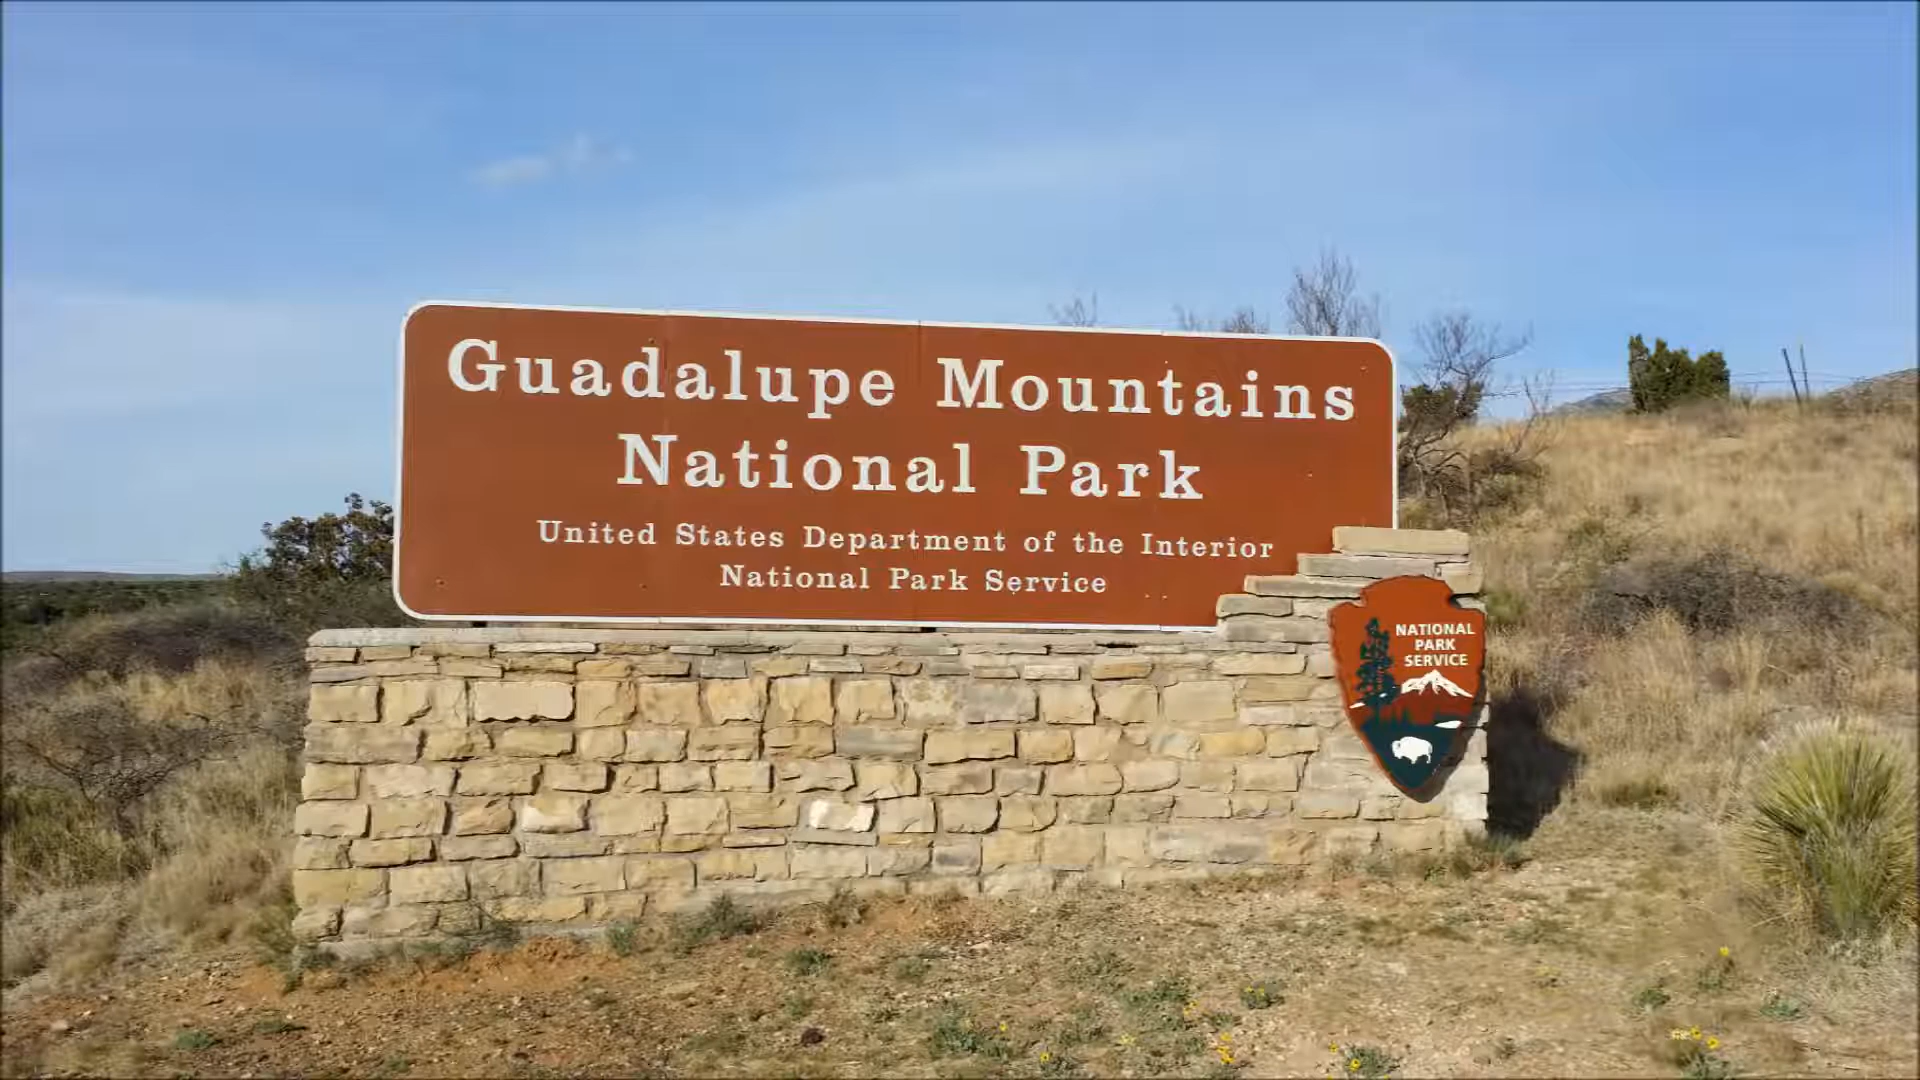 Guadalupe Mountains
National Park
United States Department of the Interior
National Park Service
NATIONAL
PARK
SERVICE